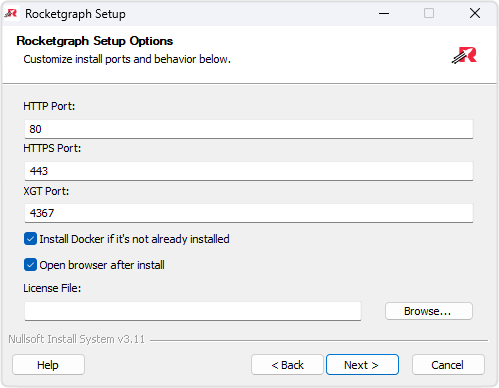 Rocketgraph Setup
Rocketgraph Setup Options
Customize install ports and behavior below.
HTTP Port:
80
HTTPS Port:
443
XGT Port:
4367
Install Docker if it's not already installed
Open browser after install
License File:
Browse...
Nullsoft Install System v3.11
Help
< Back
Next >
Cancel